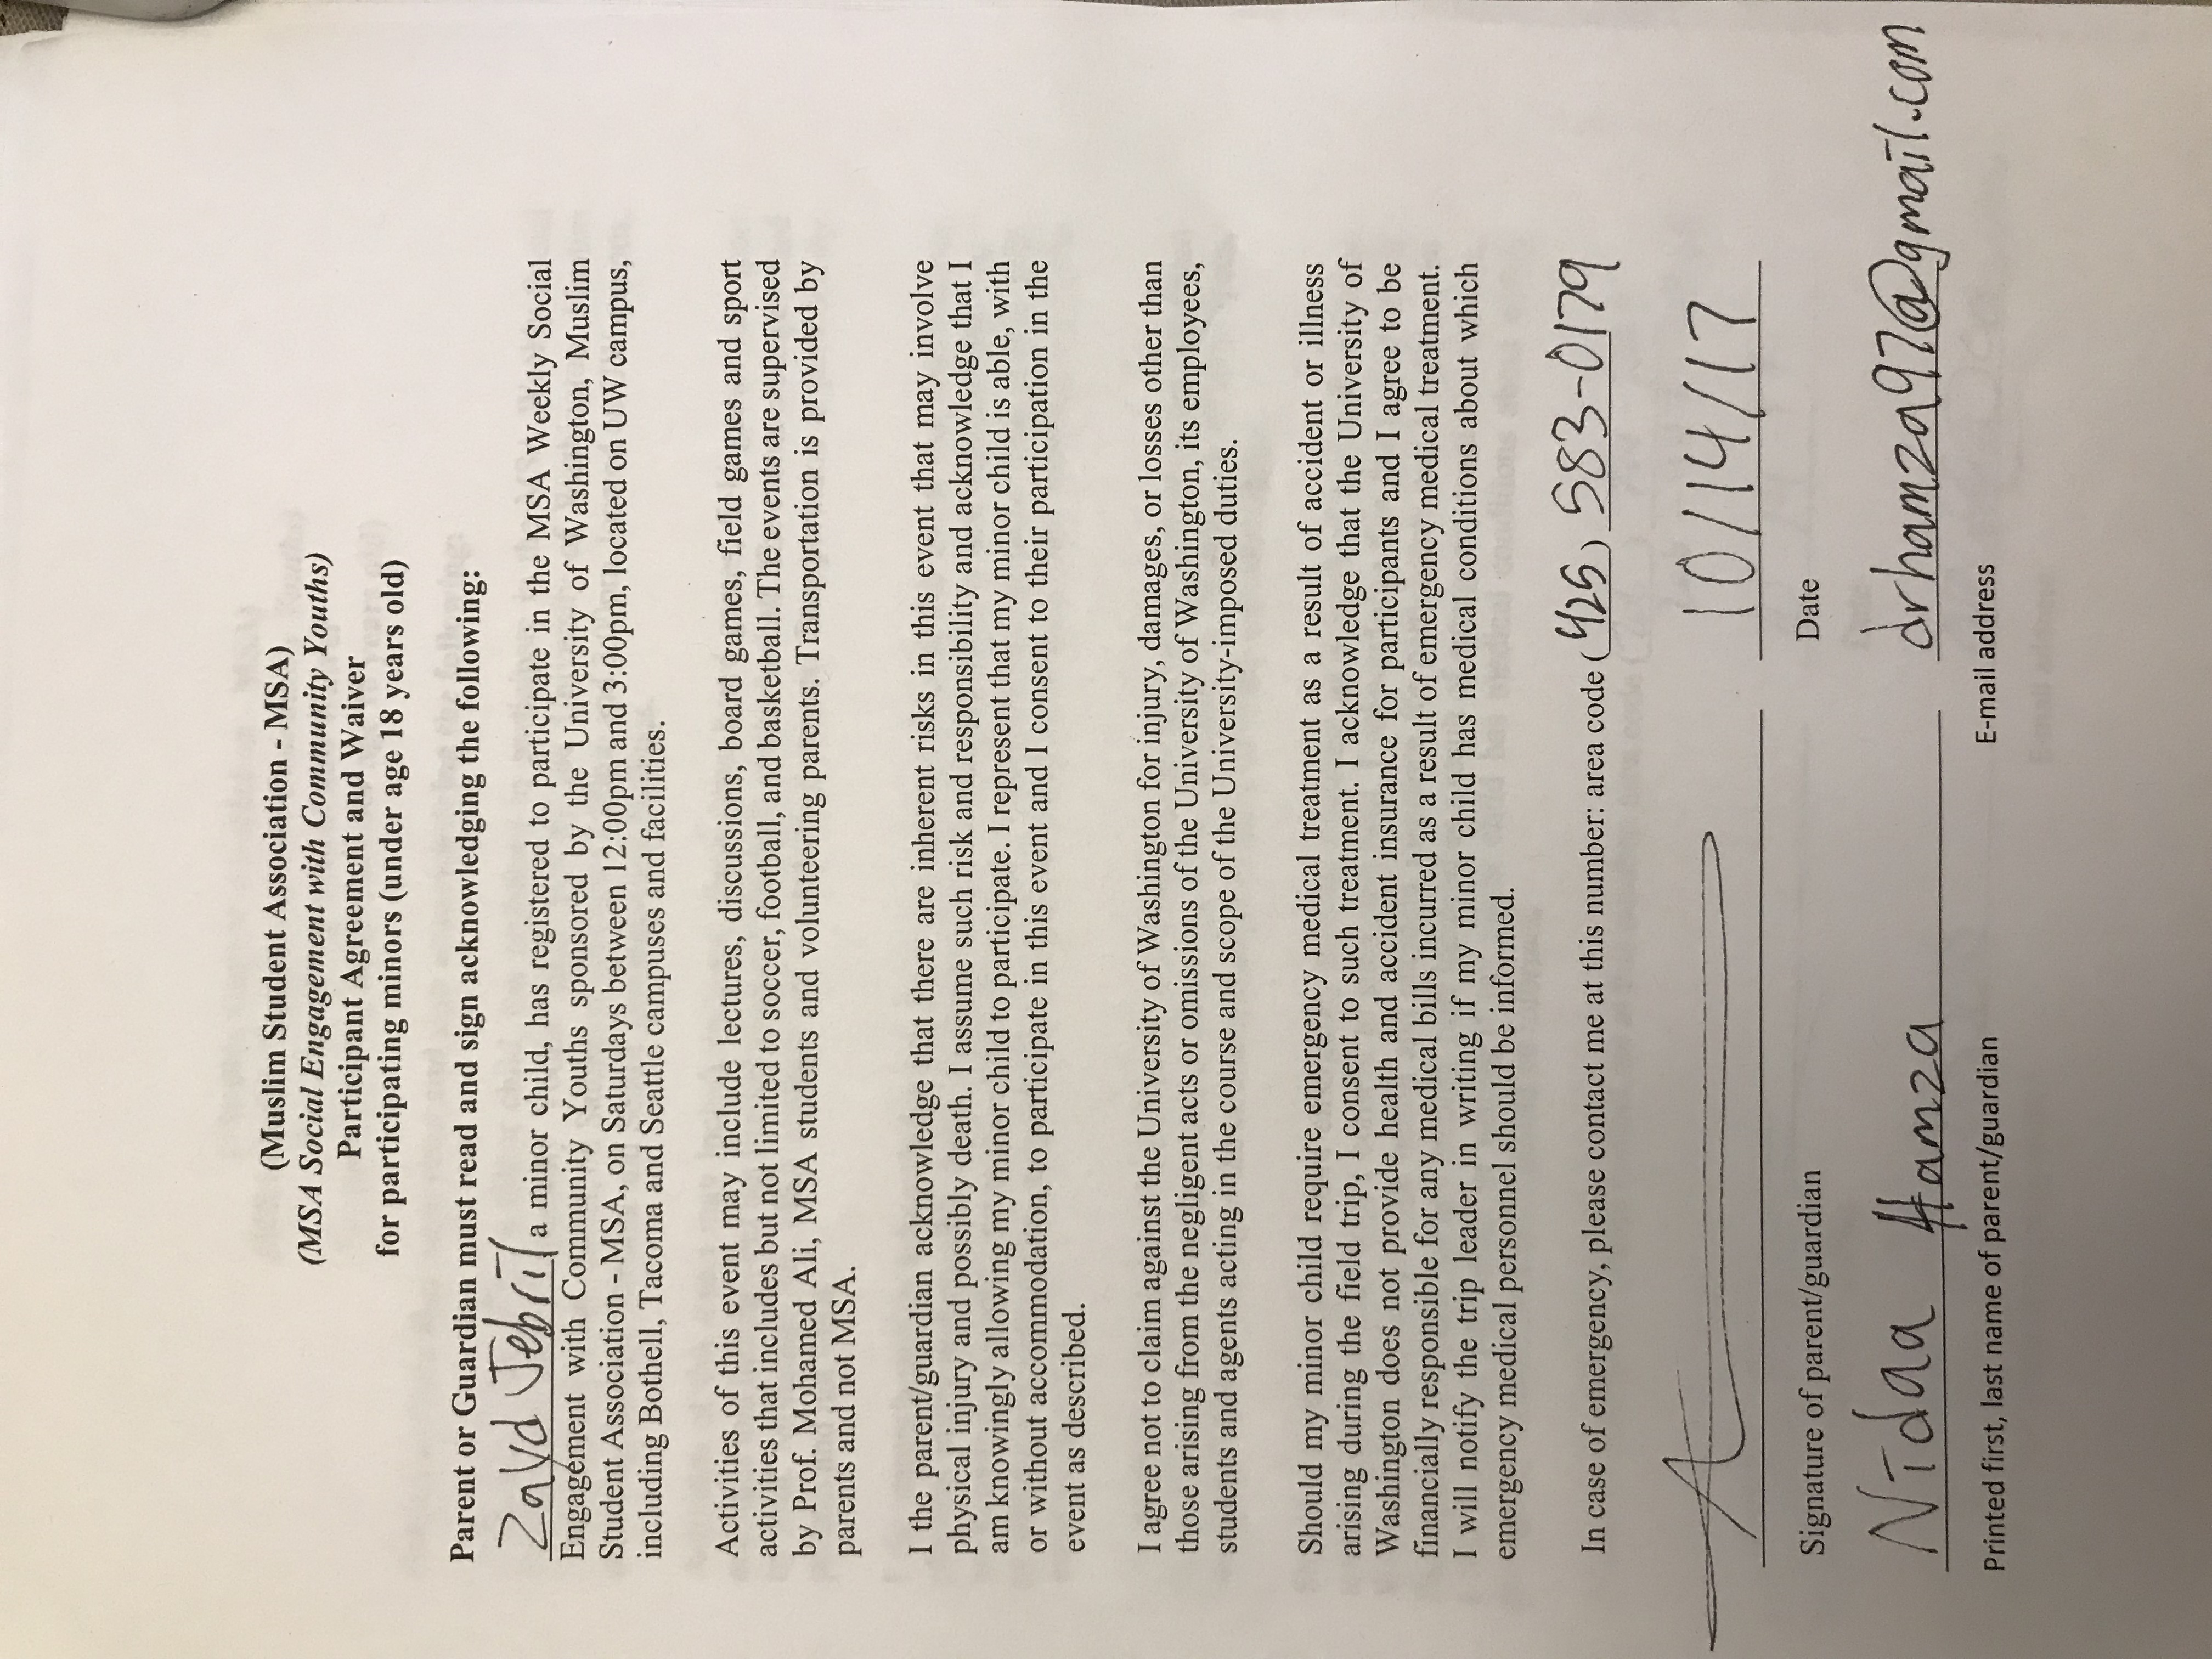 (Muslim Student Association - MSA)
(MSA Social Engagement with Community Youths)
Participant Agreement and Waiver
for participating minors (under age 18 years old)
Parent or Guardian must read and sign acknowledging the following:
Zayd Jebril a minor child, has registered to participate in the MSA Weekly Social
Engagement with Community Youths sponsored by the University of Washington, Muslim
Student Association - MSA, on Saturdays between 12:00pm and 3:00pm, located on UW campus,
including Bothell, Tacoma and Seattle campuses and facilities.
Activities of this event may include lectures, discussions, board games, field games and sport
activities that includes but not limited to soccer, football, and basketball. The events are supervised
by Prof. Mohamed Ali, MSA students and volunteering parents. Transportation is provided by
parents and not MSA.
I the parent/guardian acknowledge that there are inherent risks in this event that may involve
physical injury and possibly death. I assume such risk and responsibility and acknowledge that I
am knowingly allowing my minor child to participate. I represent that my minor child is able, with
or without accommodation, to participate in this event and I consent to their participation in the
event as described.
I agree not to claim against the University of Washington for injury, damages, or losses other than
those arising from the negligent acts or omissions of the University of Washington, its employees,
students and agents acting in the course and scope of the University-imposed duties.
Should my minor child require emergency medical treatment as a result of accident or illness
arising during the field trip, I consent to such treatment. I acknowledge that the University of
Washington does not provide health and accident insurance for participants and I agree to be
financially responsible for any medical bills incurred as a result of emergency medical treatment.
I will notify the trip leader in writing if my minor child has medical conditions about which
emergency medical personnel should be informed.
In case of emergency, please contact me at this number: area code (425) 583-0179
10/14/17
Signature of parent/guardian Date
Nidaa Hamza drhamza97@gmail.com
Printed first, last name of parent/guardian E-mail address